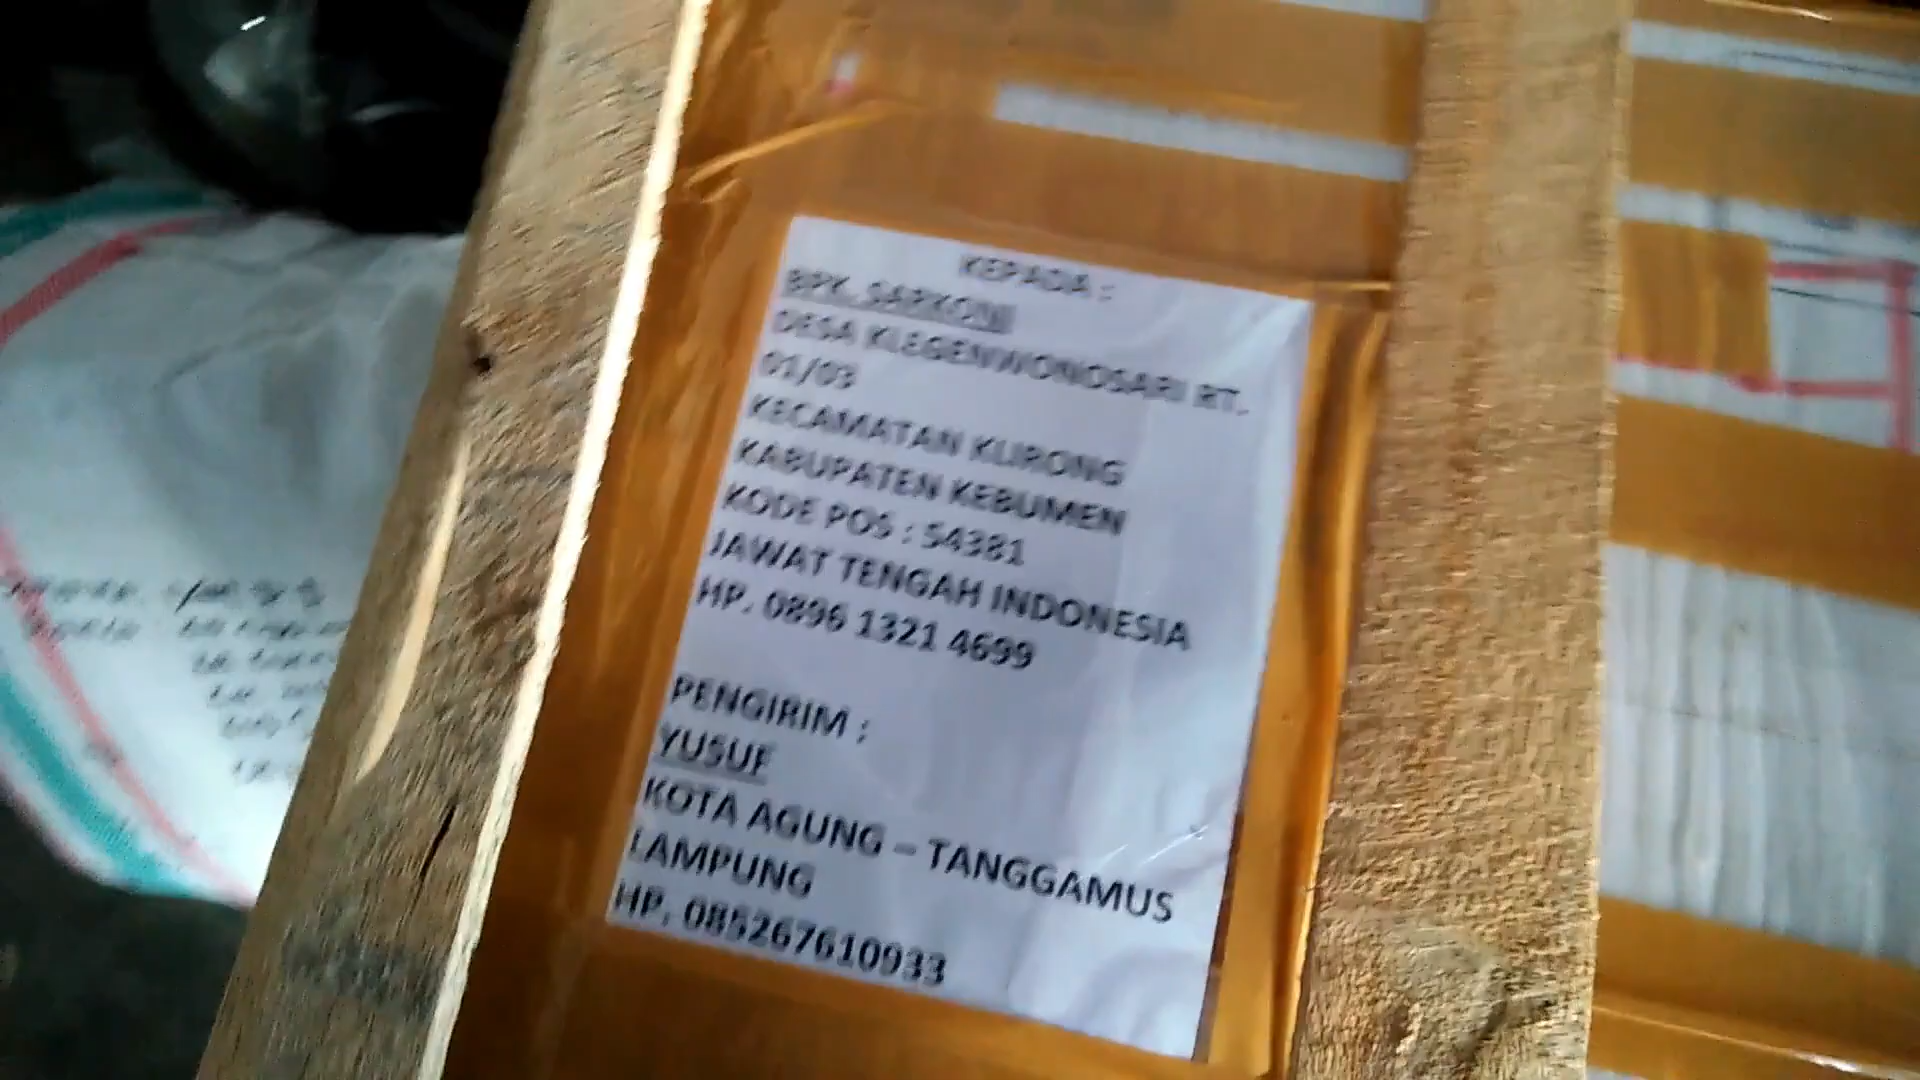 KEPADA :
BPK. SARKONI
DESA KLEGENWONOSARI RT.
01/03
KECAMATAN KLIRONG
KABUPATEN KEBUMEN
KODE POS : 54381
JAWAT TENGAH INDONESIA
HP. 0896 1321 4699
PENGIRIM :
YUSUF
KOTA AGUNG – TANGGAMUS
LAMPUNG
HP. 085267610933